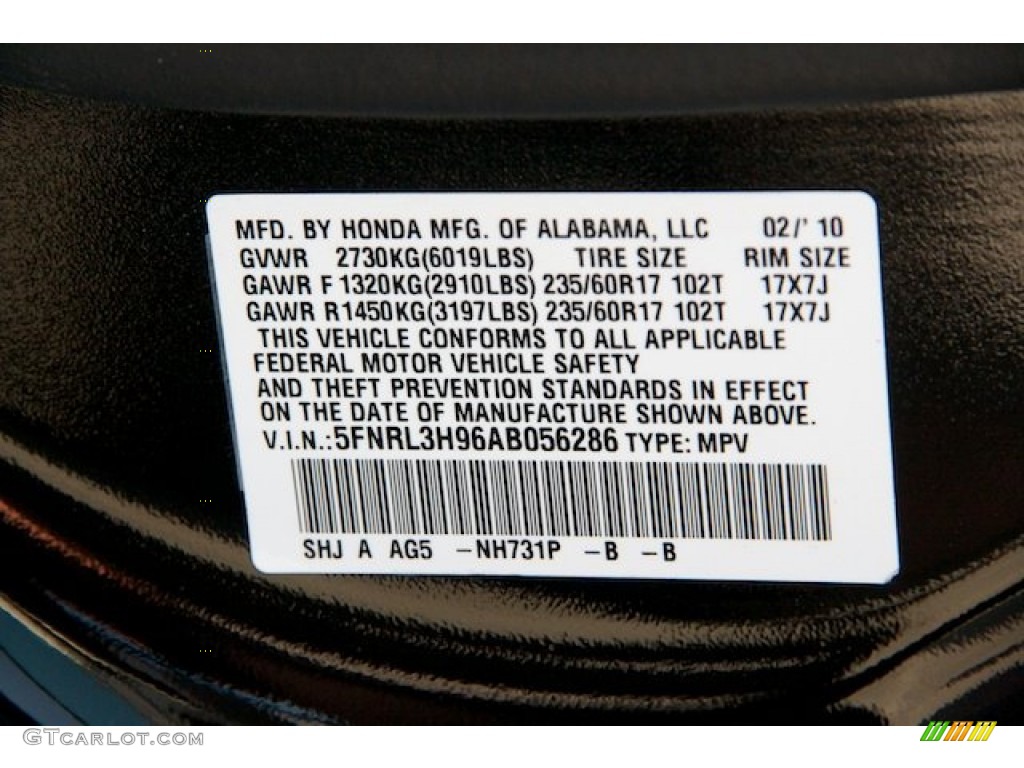 MFD. BY HONDA MFG. OF ALABAMA, LLC 02/' 10
GVWR 2730KG(6019LBS) TIRE SIZE RIM SIZE
GAWR F 1320KG(2910LBS) 235/60R17 102T 17X7J
GAWR R1450KG(3197LBS) 235/60R17 102T 17X7J
THIS VEHICLE CONFORMS TO ALL APPLICABLE
FEDERAL MOTOR VEHICLE SAFETY
AND THEFT PREVENTION STANDARDS IN EFFECT
ON THE DATE OF MANUFACTURE SHOWN ABOVE.
V.I.N.:5FNRL3H96AB056286 TYPE: MPV
SHJ A AG5 -NH731P -B -B
GTCARLOT.COM